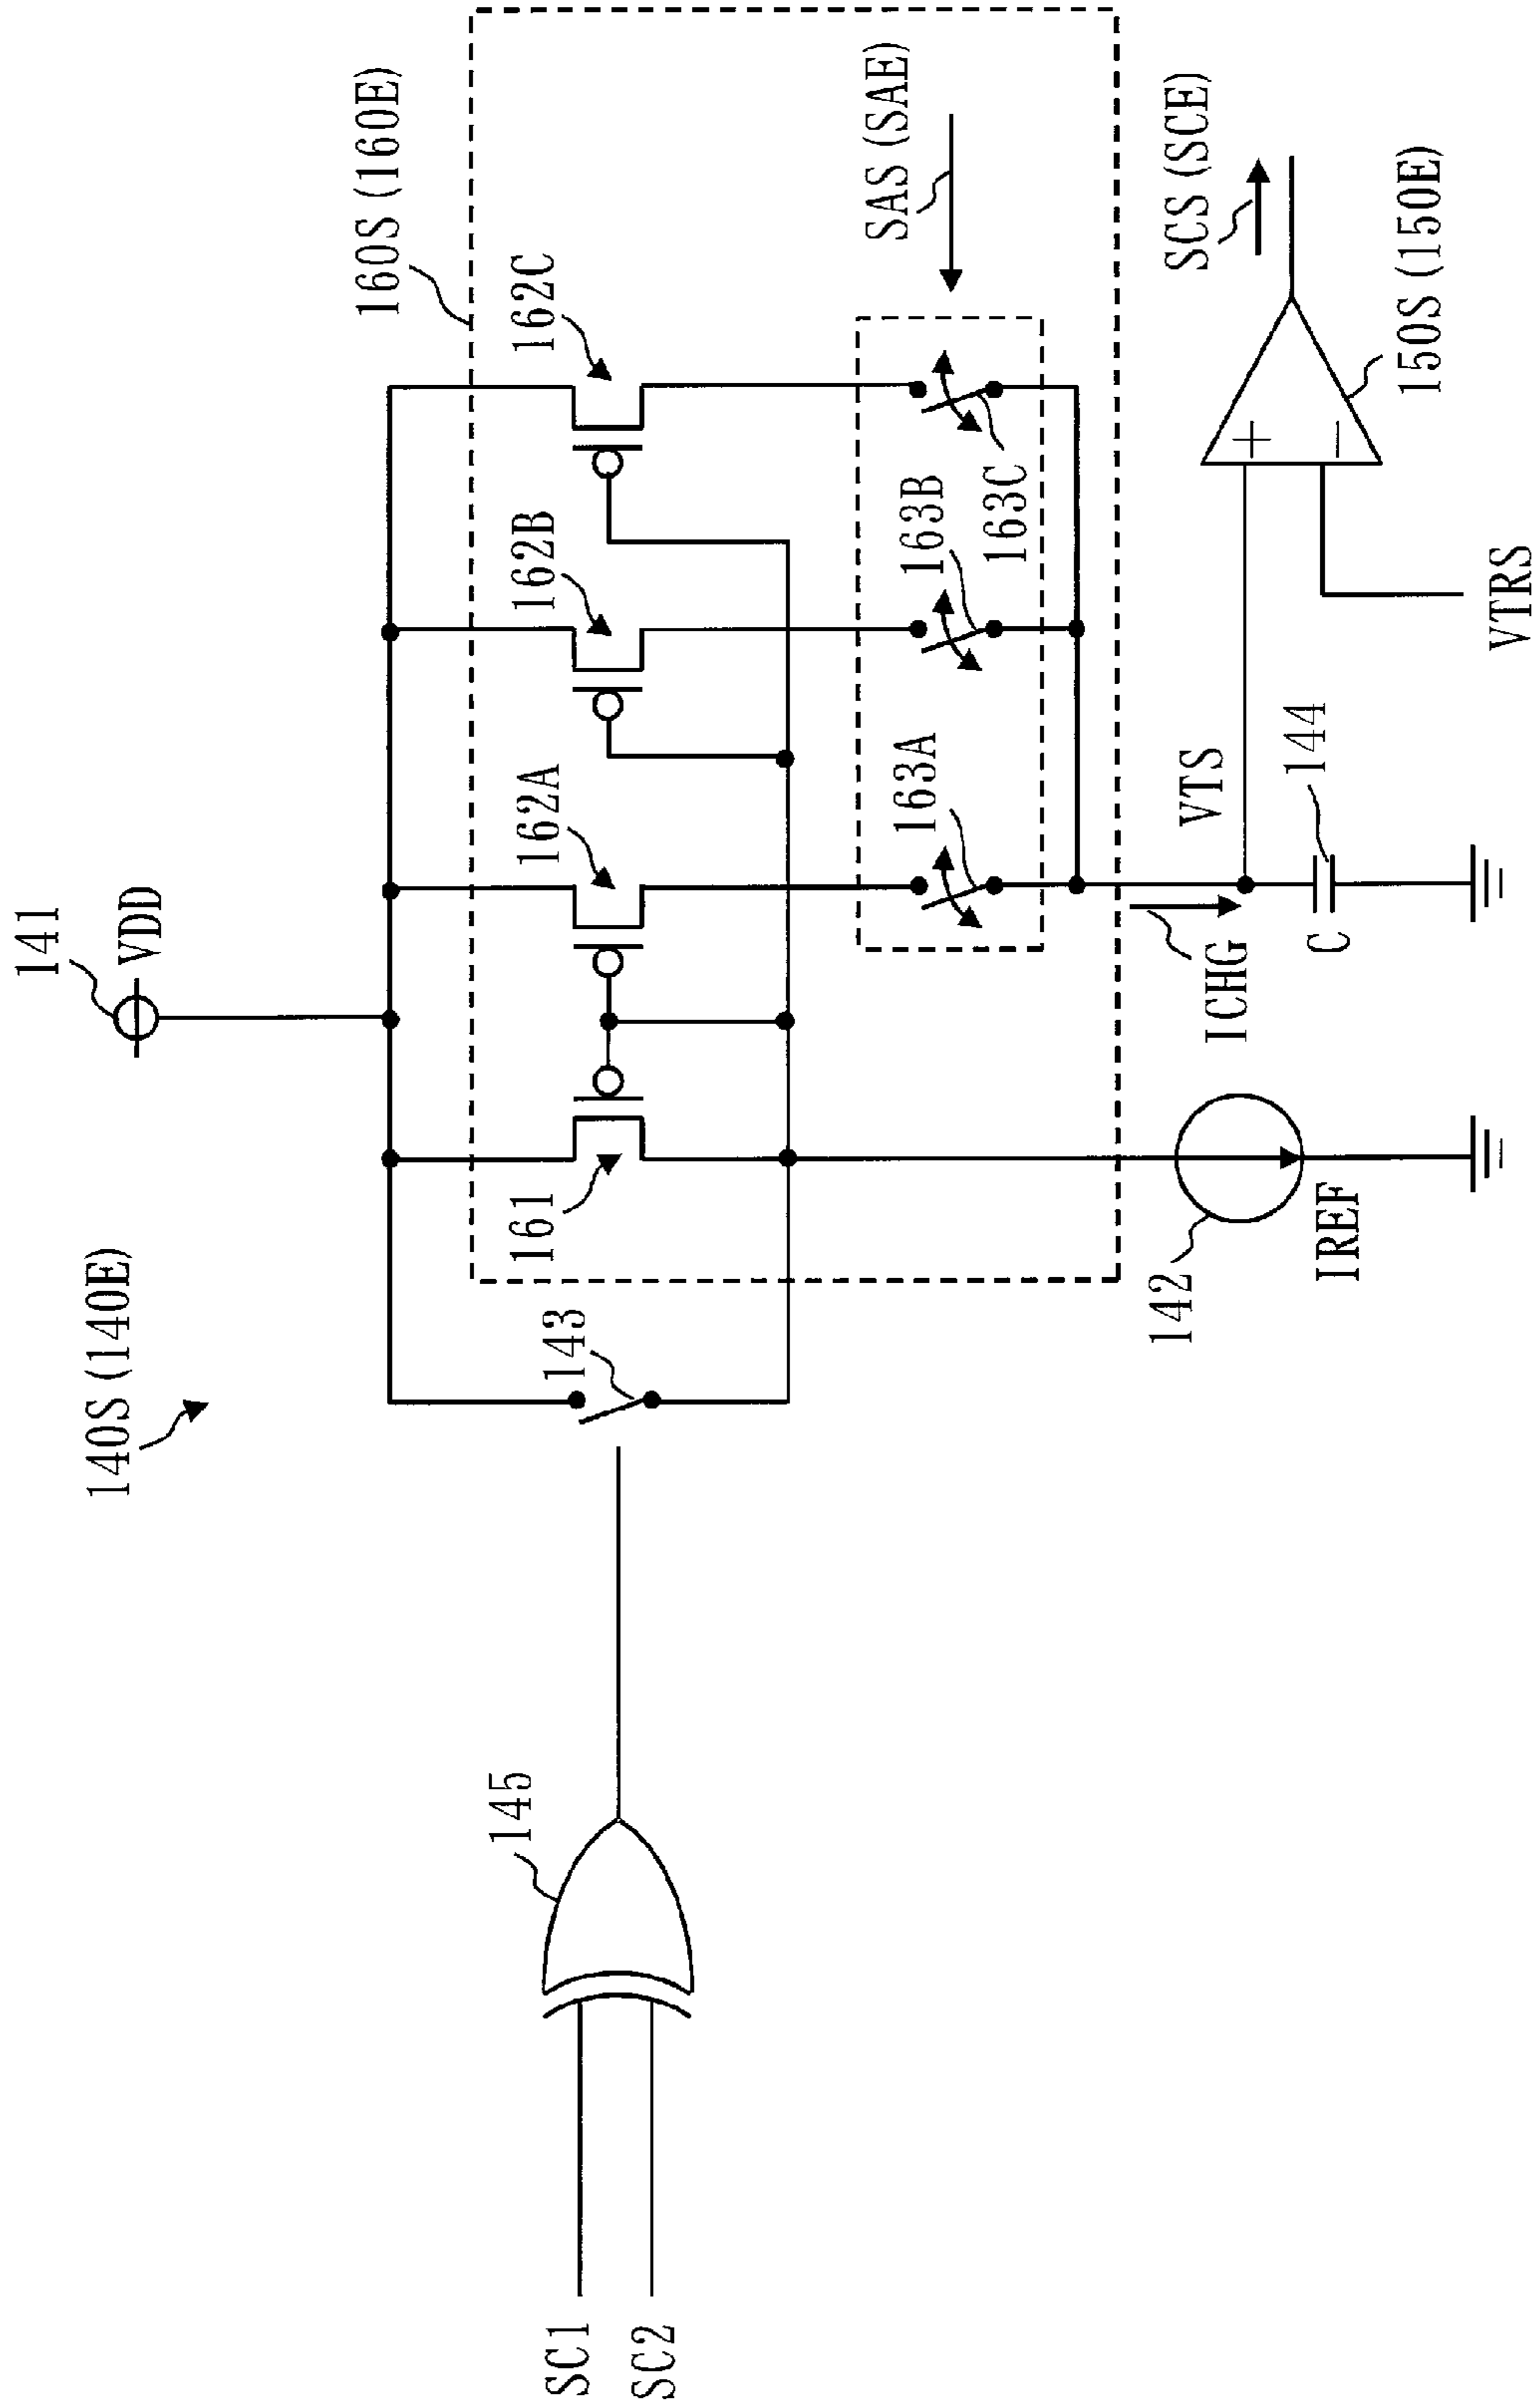 140S (140E)
141
VDD
160S (160E)
143
161
162A
162B
162C
145
SC1
SC2
163A
163B
163C
SAS (SAE)
ICHG
VTS
SCS (SCE)
142
IREF
C
144
150S (150E)
+
−
VTRS